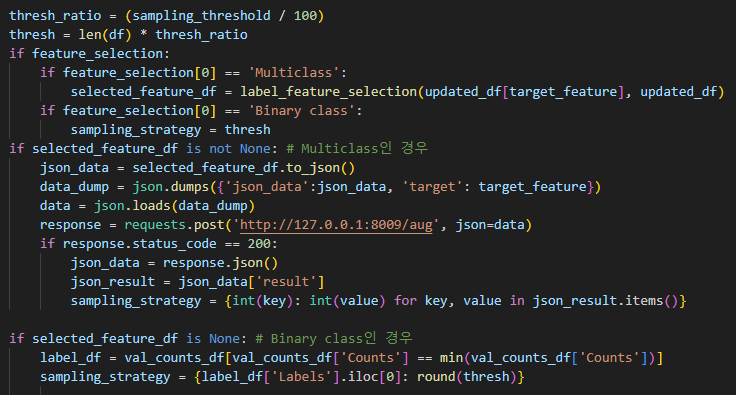 thresh_ratio = (sampling_threshold / 100)
thresh = len(df) * thresh_ratio
if feature_selection:
    if feature_selection[0] == 'Multiclass':
        selected_feature_df = label_feature_selection(updated_df[target_feature], updated_df)
    if feature_selection[0] == 'Binary class':
        sampling_strategy = thresh
if selected_feature_df is not None: # Multiclass인 경우
    json_data = selected_feature_df.to_json()
    data_dump = json.dumps({'json_data':json_data, 'target': target_feature})
    data = json.loads(data_dump)
    response = requests.post('http://127.0.0.1:8009/aug', json=data)
    if response.status_code == 200:
        json_data = response.json()
        json_result = json_data['result']
        sampling_strategy = {int(key): int(value) for key, value in json_result.items()}

if selected_feature_df is None: # Binary class인 경우
    label_df = val_counts_df[val_counts_df['Counts'] == min(val_counts_df['Counts'])]
    sampling_strategy = {label_df['Labels'].iloc[0]: round(thresh)}